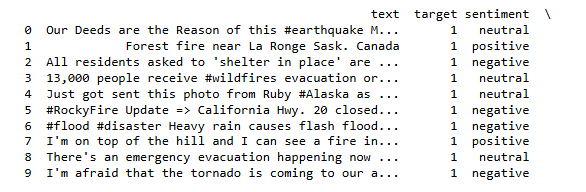 text target sentiment \
0 Our Deeds are the Reason of this #earthquake M... 1 neutral
1 Forest fire near La Ronge Sask. Canada 1 positive
2 All residents asked to 'shelter in place' are ... 1 negative
3 13,000 people receive #wildfires evacuation or... 1 neutral
4 Just got sent this photo from Ruby #Alaska as ... 1 neutral
5 #RockyFire Update => California Hwy. 20 closed... 1 negative
6 #flood #disaster Heavy rain causes flash flood... 1 negative
7 I'm on top of the hill and I can see a fire in... 1 positive
8 There's an emergency evacuation happening now ... 1 neutral
9 I'm afraid that the tornado is coming to our a... 1 negative